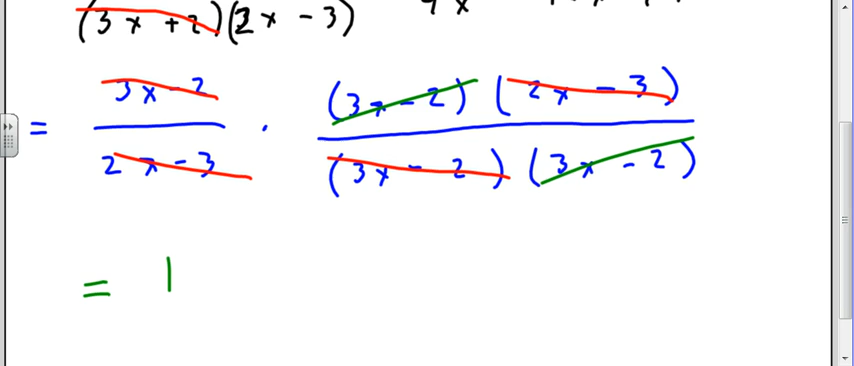 (3x + 2)(2x - 3)
3x - 2 (3x - 2) (2x - 3)
= ·
2x - 3 (3x - 2) (3x - 2)
= 1